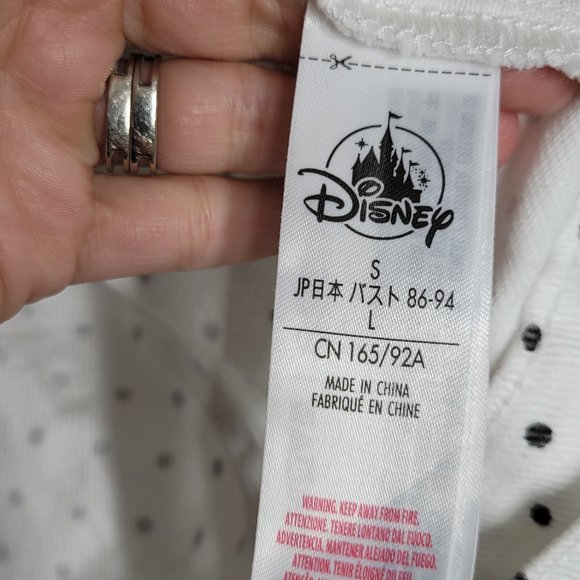 Disney
S
JP日本 バスト 86-94
L
CN 165/92A
MADE IN CHINA
FABRIQUÉ EN CHINE
WARNING. KEEP AWAY FROM FIRE.
ATTENZIONE. TENERE LONTANO DAL FUOCO.
ADVERTENCIA. MANTENER ALEJADO DEL FUEGO.
ATTENTION . TENIR ÉLOIGNÉ DU FEU